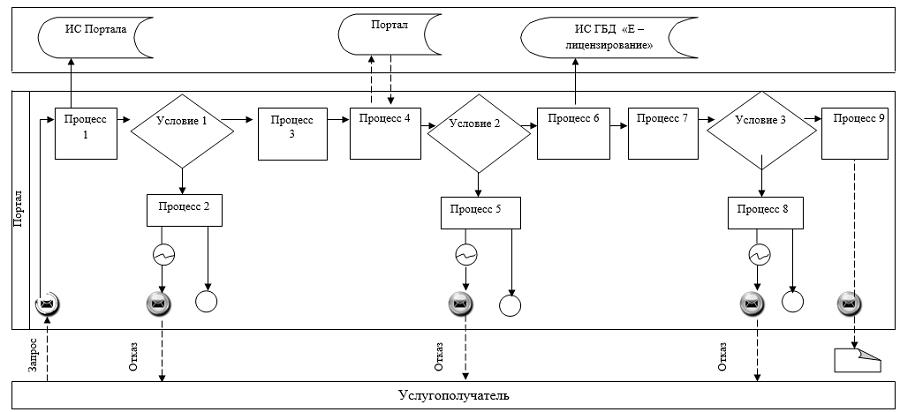 ИС Портала
Портал
ИС ГБД «Е –
лицензирование»
Портал
Процесс
1
Условие 1
Процесс
3
Процесс 4
Условие 2
Процесс 6
Процесс 7
Условие 3
Процесс 9
Процесс 2
Процесс 5
Процесс 8
Запрос
Отказ
Отказ
Отказ
Услугополучатель